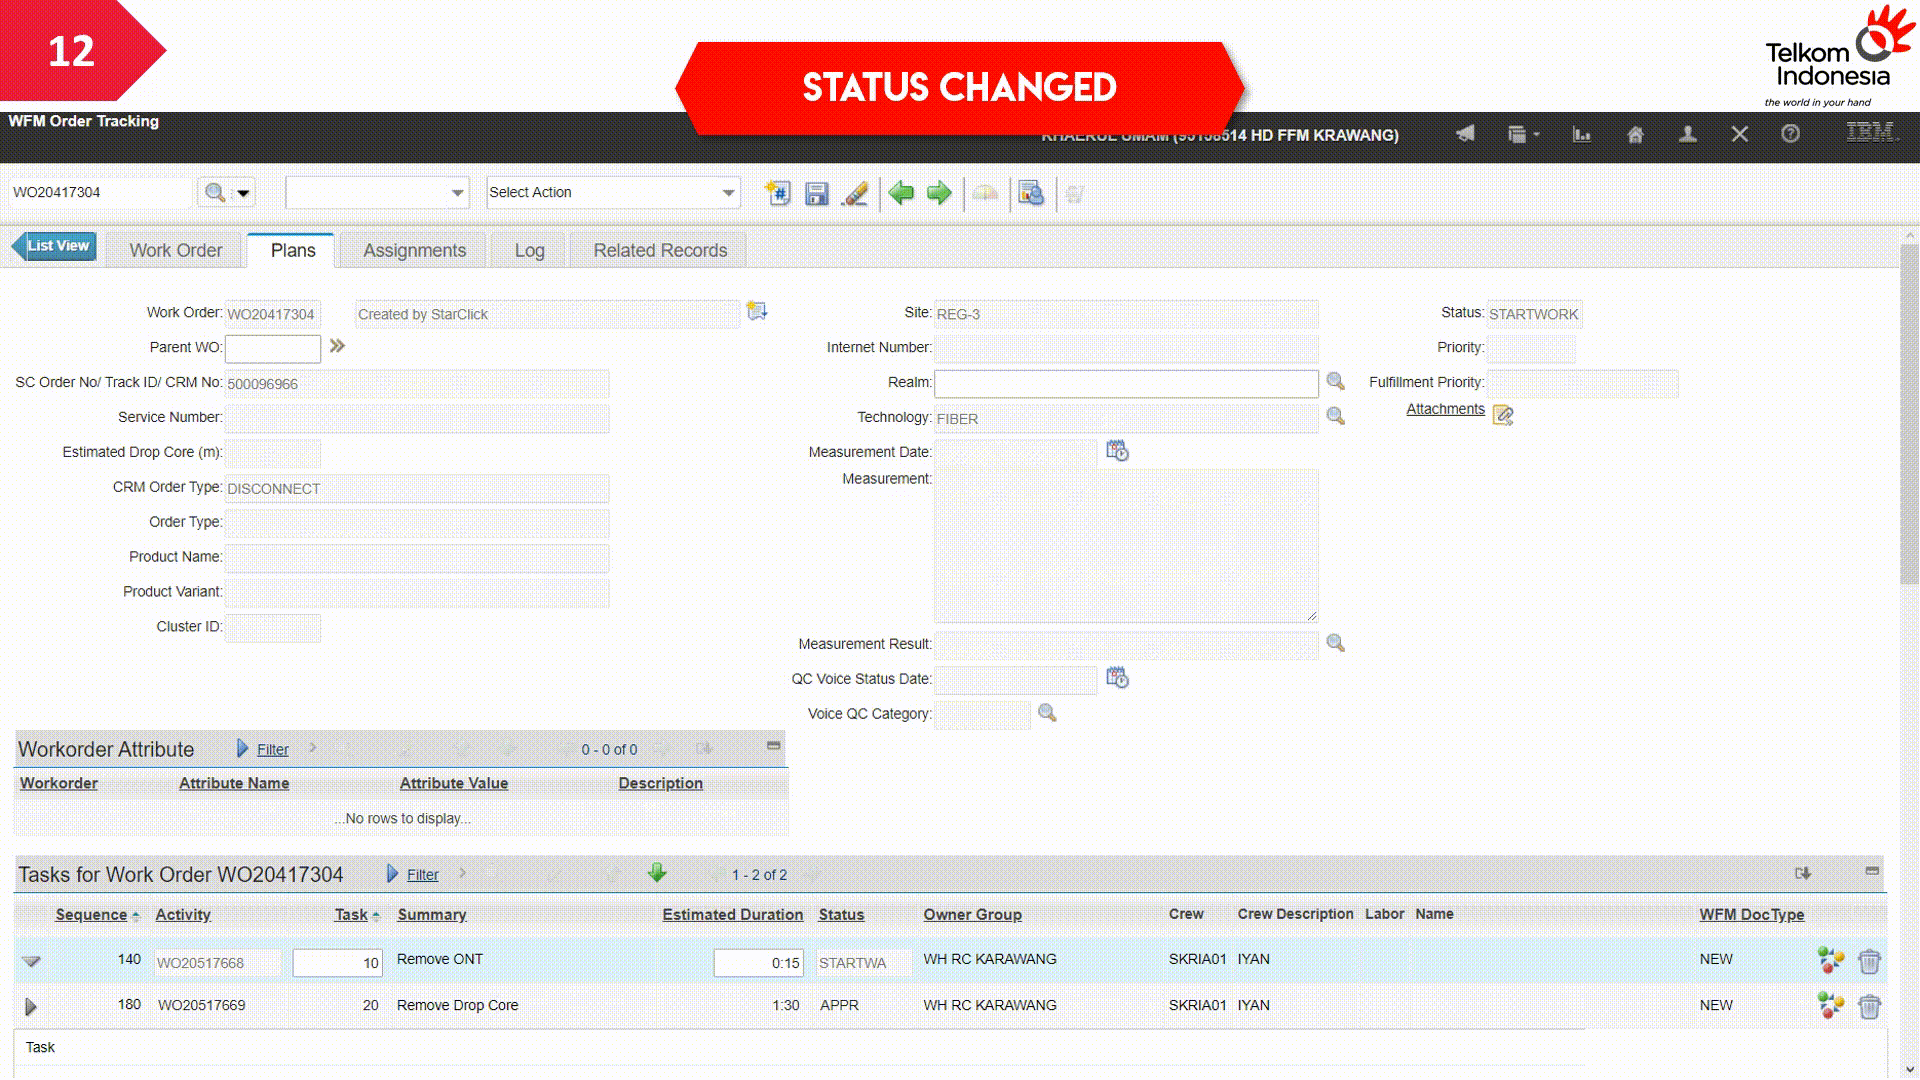 12
STATUS CHANGED
Telkom
Indonesia
the world in your hand
WFM Order Tracking
KHAERUL UMAM (95158514 HD FFM KRAWANG)
IBM.
WO20417304
Select Action
List View
Work Order
Plans
Assignments
Log
Related Records
Work Order: WO20417304 Created by StarClick
Parent WO:
SC Order No/ Track ID/ CRM No: 500096966
Service Number:
Estimated Drop Core (m):
CRM Order Type: DISCONNECT
Order Type:
Product Name:
Product Variant:
Cluster ID:
Site: REG-3
Internet Number:
Realm:
Technology: FIBER
Measurement Date:
Measurement:
Measurement Result:
QC Voice Status Date:
Voice QC Category:
Status: STARTWORK
Priority:
Fulfillment Priority:
Attachments
Workorder Attribute Filter 0 - 0 of 0
Workorder Attribute Name Attribute Value Description
...No rows to display...
Tasks for Work Order WO20417304 Filter 1 - 2 of 2
Sequence Activity Task Summary Estimated Duration Status Owner Group Crew Crew Description Labor Name WFM DocType
140 WO20517668 10 Remove ONT 0:15 STARTWA WH RC KARAWANG SKRIA01 IYAN NEW
180 WO20517669 20 Remove Drop Core 1:30 APPR WH RC KARAWANG SKRIA01 IYAN NEW
Task